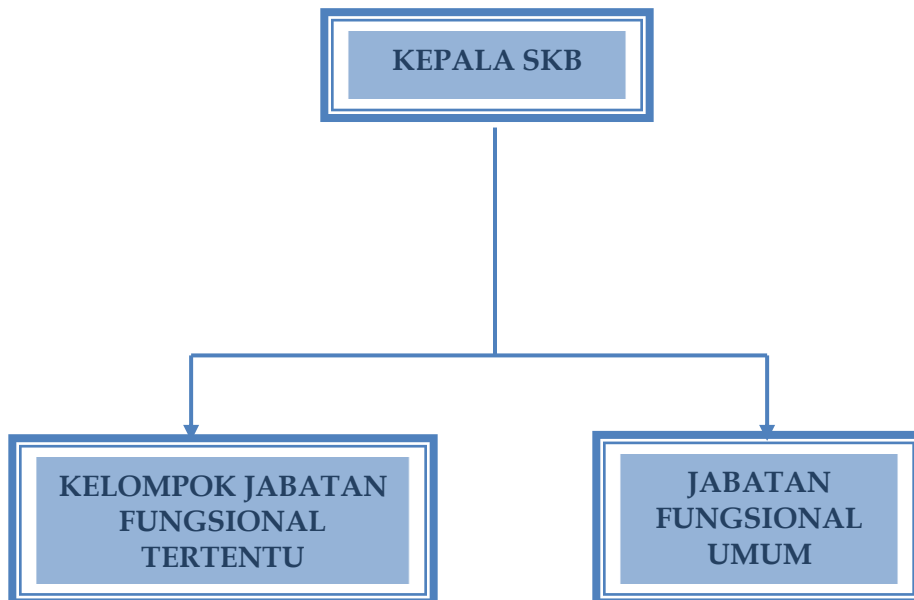 KEPALA SKB
KELOMPOK JABATAN
FUNGSIONAL
TERTENTU
JABATAN
FUNGSIONAL
UMUM